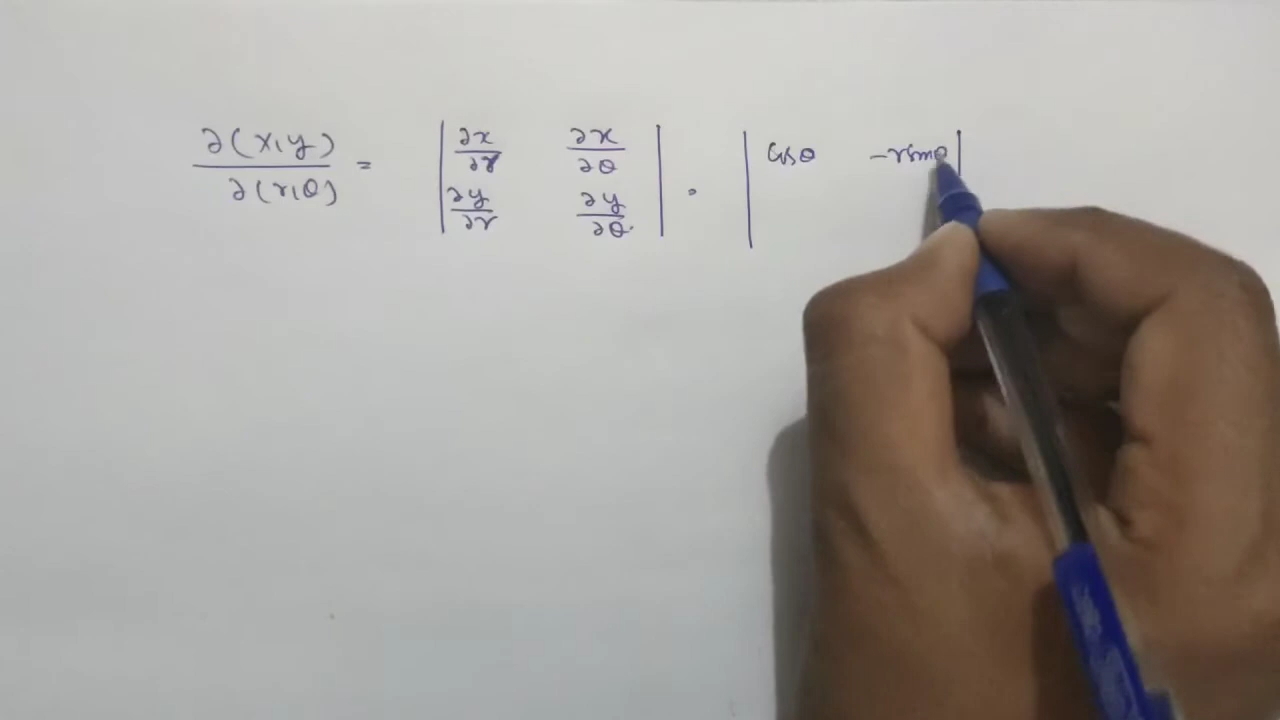 ∂(x,y)/∂(r,θ) = | ∂x/∂r ∂x/∂θ | = | cosθ -rsinθ |
| ∂y/∂r ∂y/∂θ |